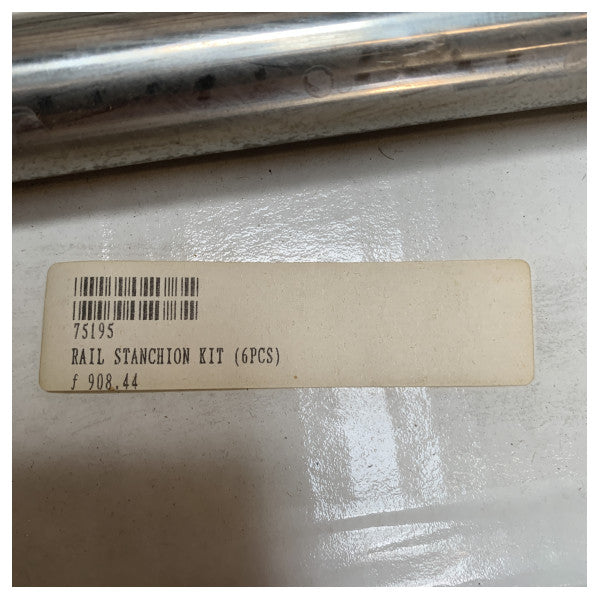 75195
RAIL STANCHION KIT (6PCS)
ƒ 908.44